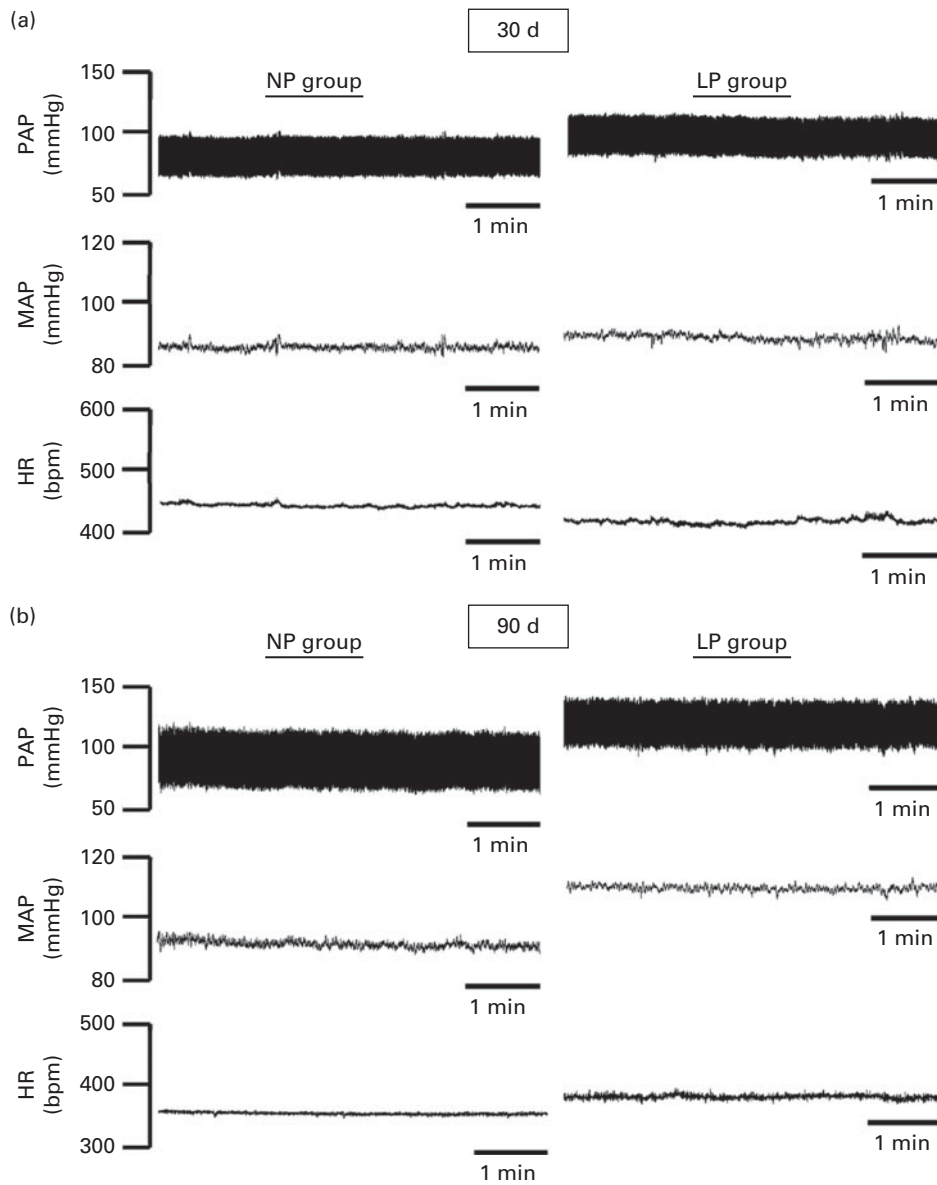 (a)
30 d
NP group
LP group
PAP
(mmHg)
150
100
50
1 min
1 min
MAP
(mmHg)
120
100
80
1 min
1 min
HR
(bpm)
600
500
400
1 min
1 min
(b)
90 d
NP group
LP group
PAP
(mmHg)
150
100
50
1 min
1 min
MAP
(mmHg)
120
100
80
1 min
1 min
HR
(bpm)
500
400
300
1 min
1 min